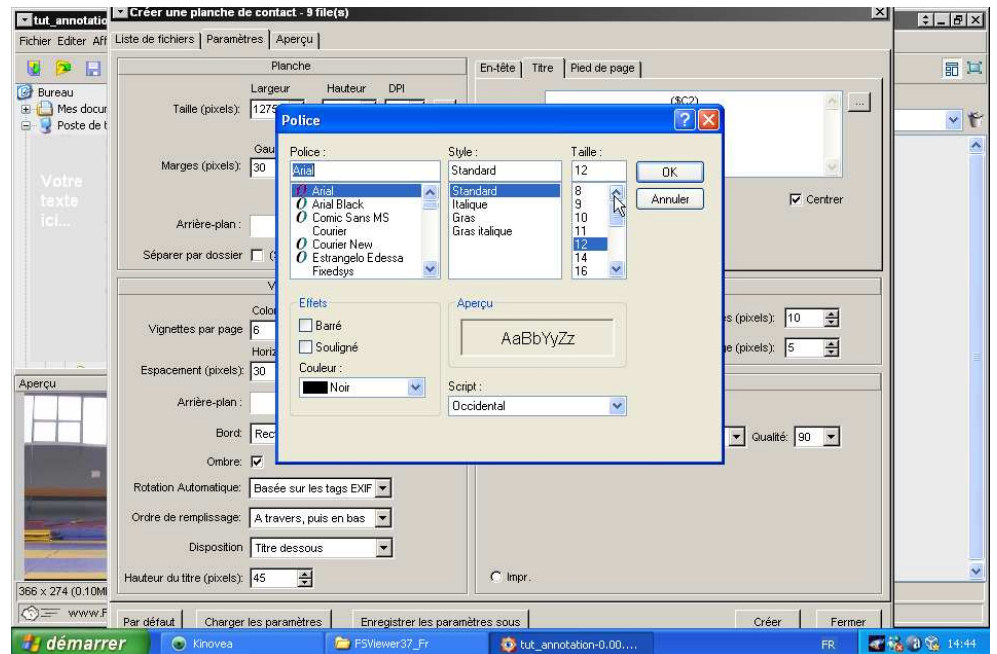 tut_annotatio
Créer une planche de contact - 9 file(s)
Fichier Editer Aff
Liste de fichiers Paramètres Aperçu
Planche
En-tête Titre Pied de page
Bureau
Mes docur
Poste de t
Largeur Hauteur DPI
Taille (pixels): 1275
($C2)
...
Police
Marges (pixels): 30
Centrer
Votre
texte
ici...
Arrière-plan :
Séparer par dossier
Police :
Style :
Taille :
Arial
Standard
12
OK
Annuler
Arial
Arial Black
Comic Sans MS
Courier
Courier New
Estrangelo Edessa
Fixedsys
Standard
Italique
Gras
Gras italique
8
9
10
11
12
14
16
Effets
Barré
Souligné
Couleur :
Noir
Aperçu
AaBbYyZz
Script :
Occidental
Vignettes par page 6
(pixels): 10
Espacement (pixels): 30
(pixels): 5
Aperçu
Arrière-plan :
Bord: Rec
Qualité: 90
Ombre:
Rotation Automatique: Basée sur les tags EXIF
Ordre de remplissage: A travers, puis en bas
Disposition Titre dessous
Hauteur du titre (pixels): 45
Impr.
366 x 274 (0.10M
www.F
Par défaut Charger les paramètres Enregistrer les paramètres sous Créer Fermer
démarrer Kinovea FSViewer37_Fr tut_annotation-0.00.... FR 14:44